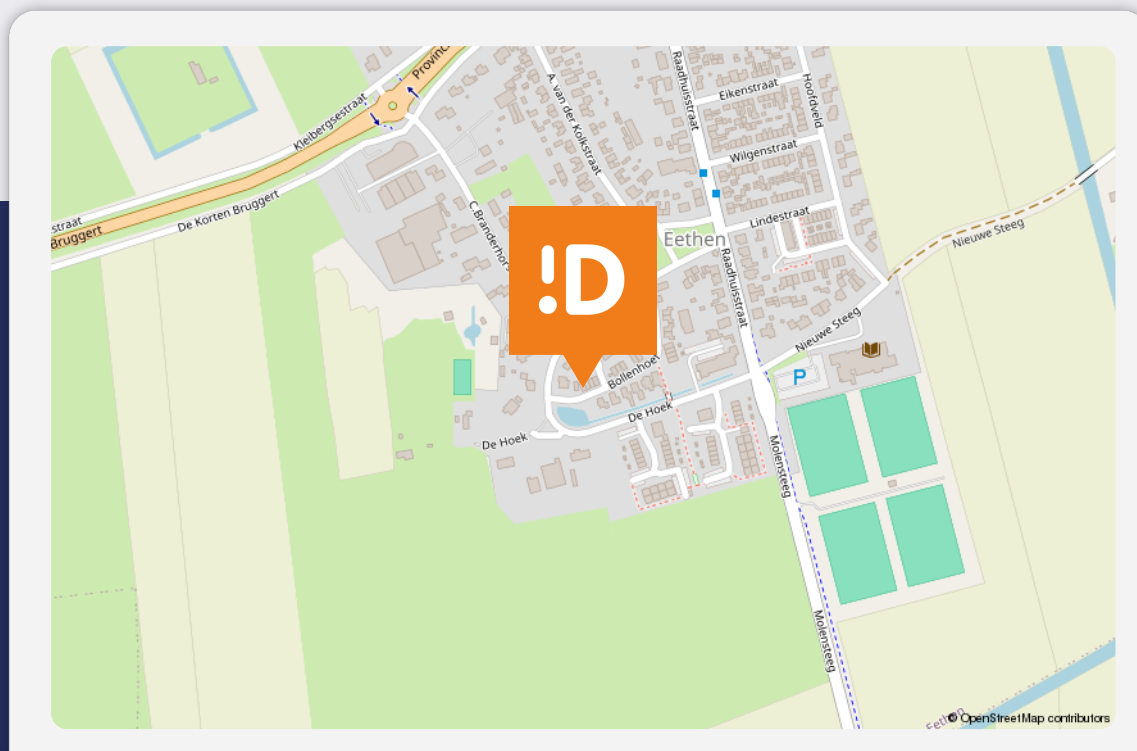 Provinc
Kleibergsestraat
A. van der Kolkstraat
Raadhuisstraat
Eikenstraat
Hoofdveld
Wilgenstraat
straat
Bruggert
De Korten Bruggert
C.Branderhors
Lindestraat
Eethen
Nieuwe Steeg
!D
Raadhuisstraat
Nieuwe Steeg
Bollenhoef
P
De Hoek
De Hoek
Molensteeg
Molensteeg
Eethen
© OpenStreetMap contributors